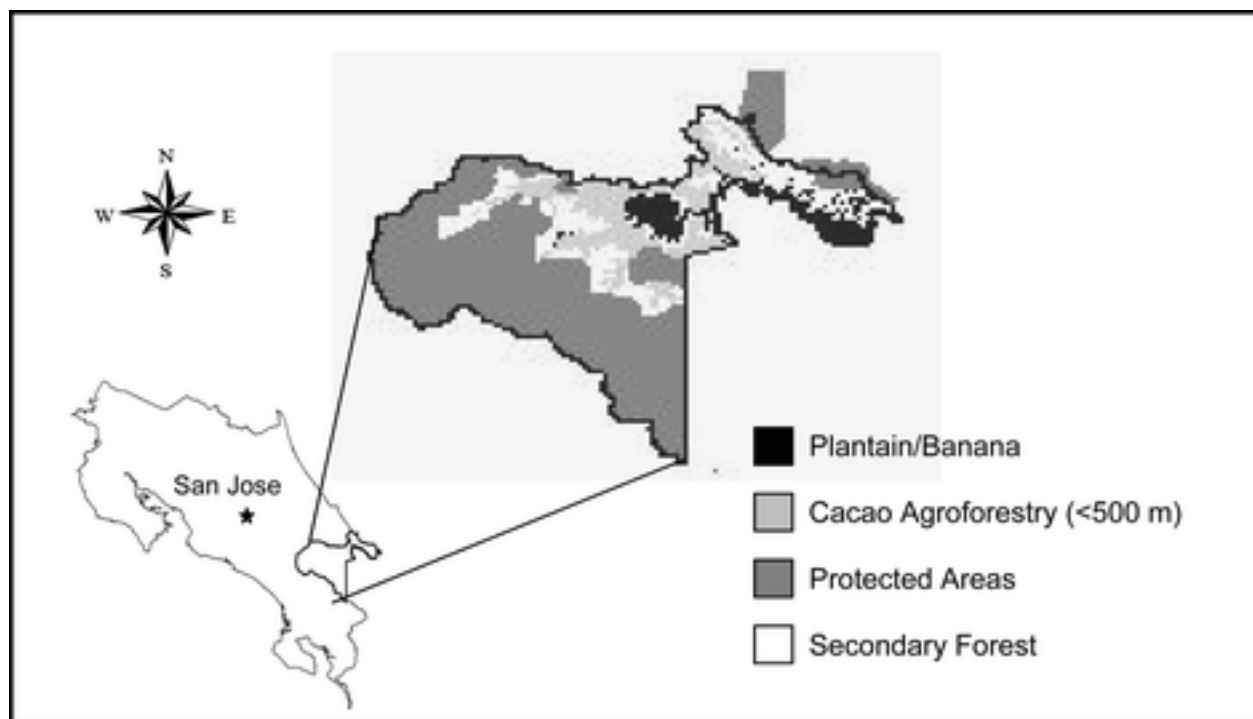 N
W E
S
San Jose
Plantain/Banana
Cacao Agroforestry (<500 m)
Protected Areas
Secondary Forest